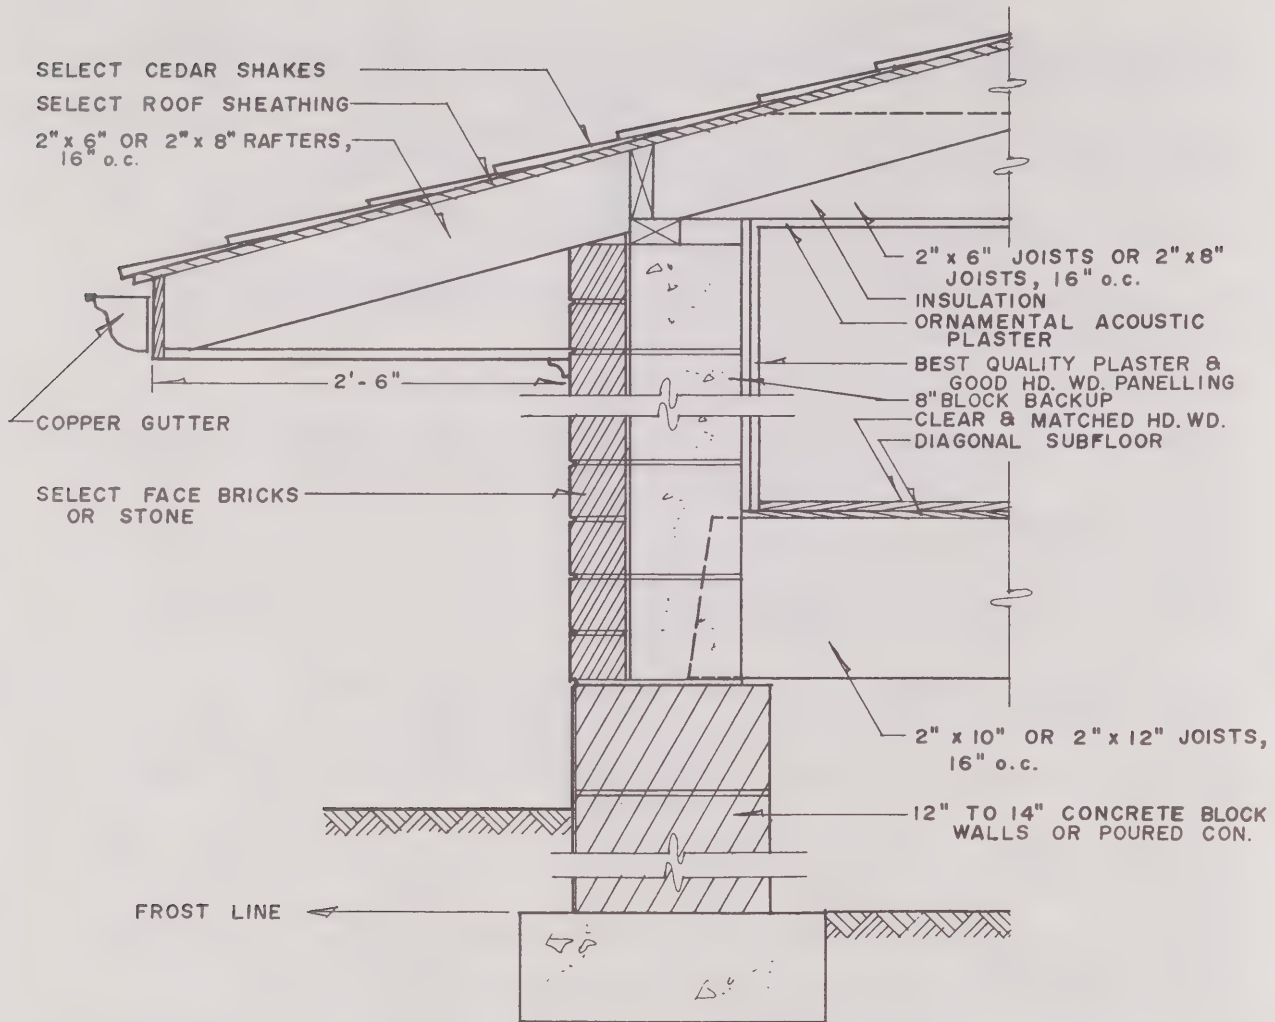 SELECT CEDAR SHAKES
SELECT ROOF SHEATHING
2" x 6" OR 2" x 8" RAFTERS,
16" o.c.
2'-6"
COPPER GUTTER
SELECT FACE BRICKS
OR STONE
2" x 6" JOISTS OR 2" x 8"
JOISTS, 16" o.c.
INSULATION
ORNAMENTAL ACOUSTIC
PLASTER
BEST QUALITY PLASTER &
GOOD HD. WD. PANELLING
8" BLOCK BACKUP
CLEAR & MATCHED HD. WD.
DIAGONAL SUBFLOOR
2" x 10" OR 2" x 12" JOISTS,
16" o.c.
12" TO 14" CONCRETE BLOCK
WALLS OR POURED CON.
FROST LINE